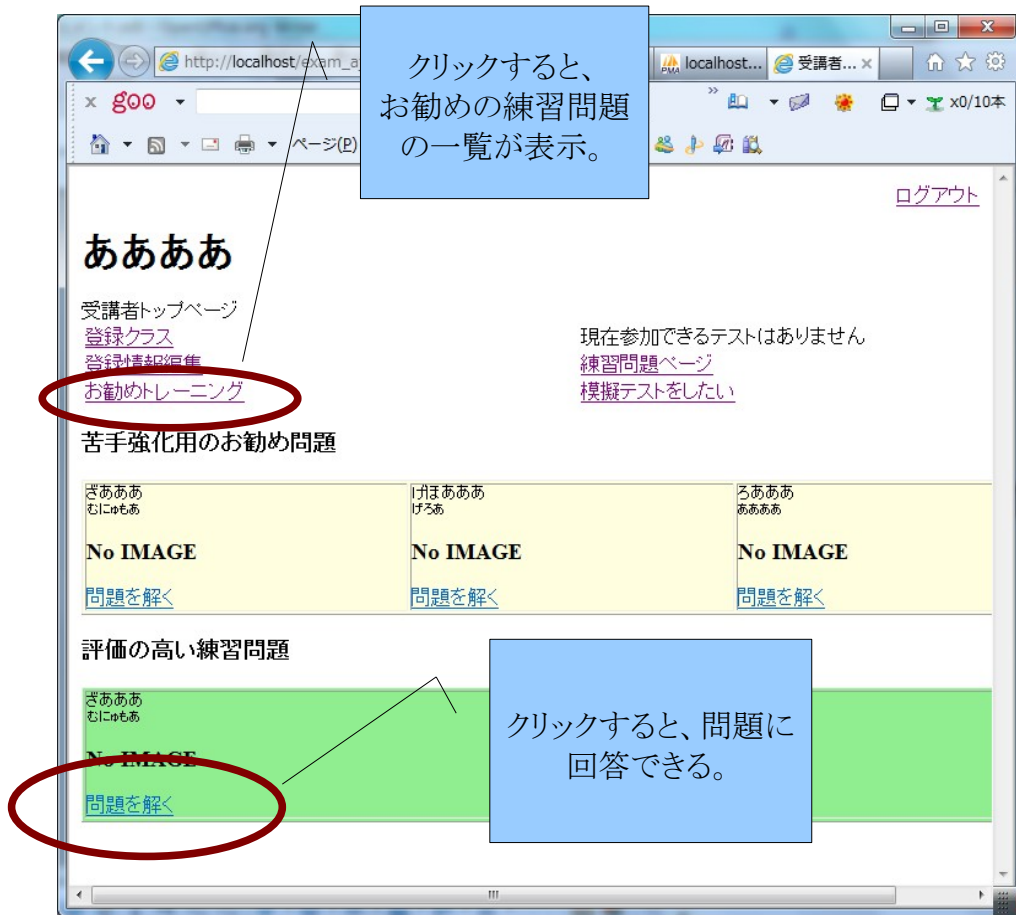 クリックすると、
お勧めの練習問題
の一覧が表示。
http://localhost/exam_a
localhost...
受講者...
x goo
x0/10本
ページ(P)
ログアウト
ああああ
受講者トップページ
登録クラス
現在参加できるテストはありません
登録情報編集
練習問題ページ
お勧めトレーニング
模擬テストをしたい
苦手強化用のお勧め問題
ざあああ
むにゅもあ
No IMAGE
問題を解く
げほあああ
げろあ
No IMAGE
問題を解く
ろあああ
ああああ
No IMAGE
問題を解く
評価の高い練習問題
ざあああ
むにゅもあ
No IMAGE
問題を解く
クリックすると、問題に
回答できる。